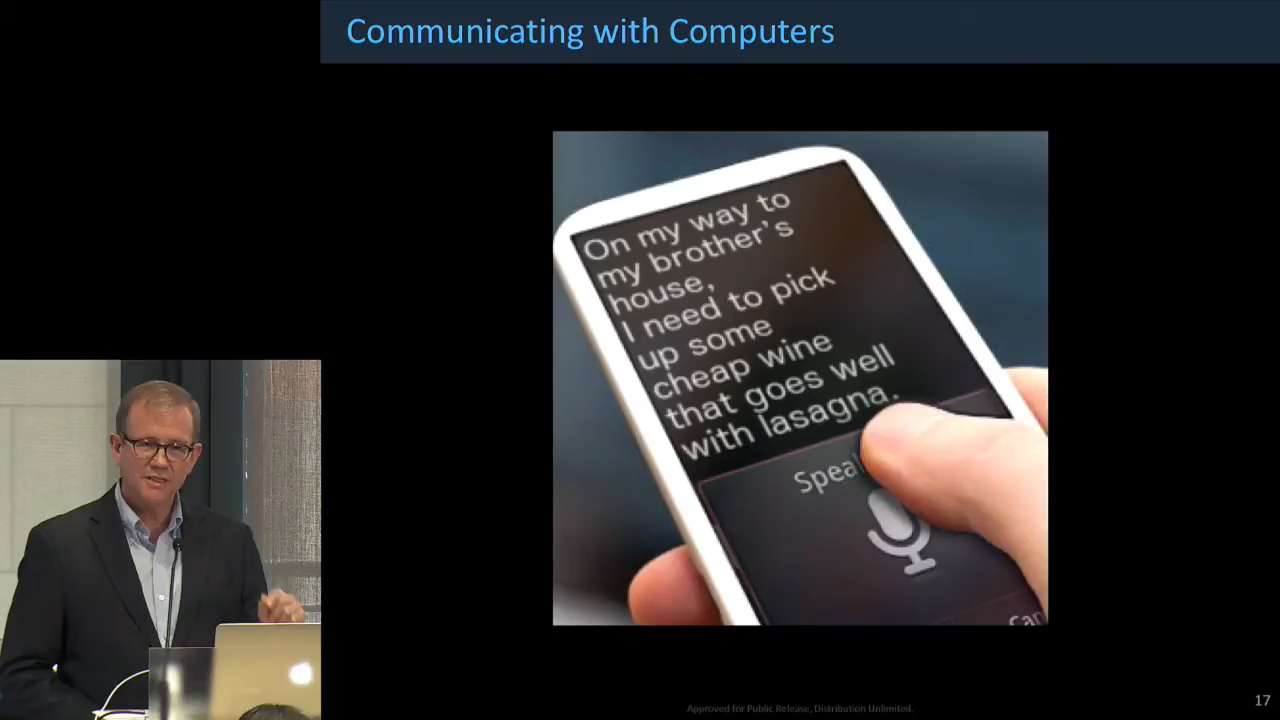 Communicating with Computers
On my way to
my brother's
house,
I need to pick
up some
cheap wine
that goes well
with lasagna.
Approved for Public Release, Distribution Unlimited.
17